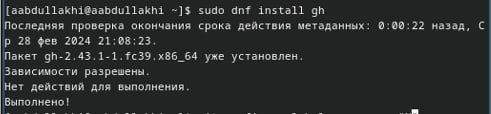 [aabdullakhi@aabdullakhi ~]$ sudo dnf install gh
Последняя проверка окончания срока действия метаданных: 0:00:22 назад, С
р 28 фев 2024 21:08:23.
Пакет gh-2.43.1-1.fc39.x86_64 уже установлен.
Зависимости разрешены.
Нет действий для выполнения.
Выполнено!